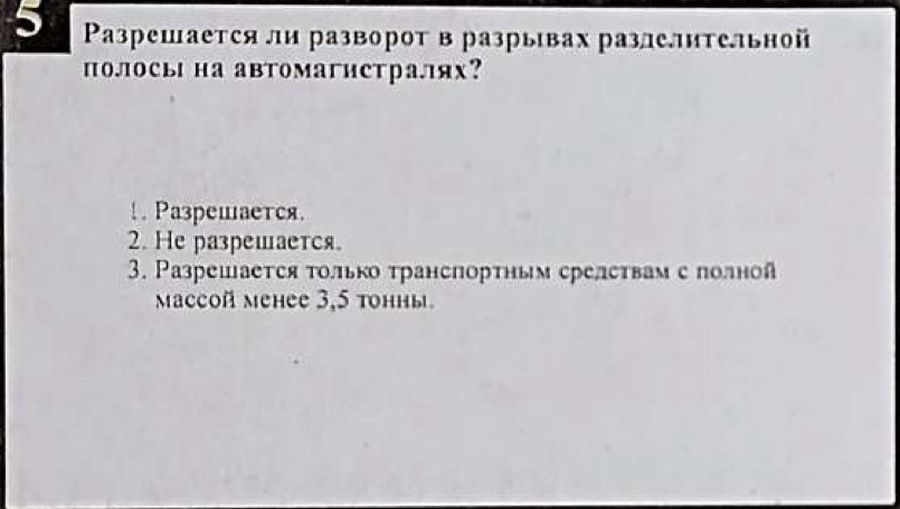 5
Разрешается ли разворот в разрывах разделительной
полосы на автомагистралях?
1. Разрешается.
2. Не разрешается.
3. Разрешается только транспортным средствам с полной
массой менее 3,5 тонны.